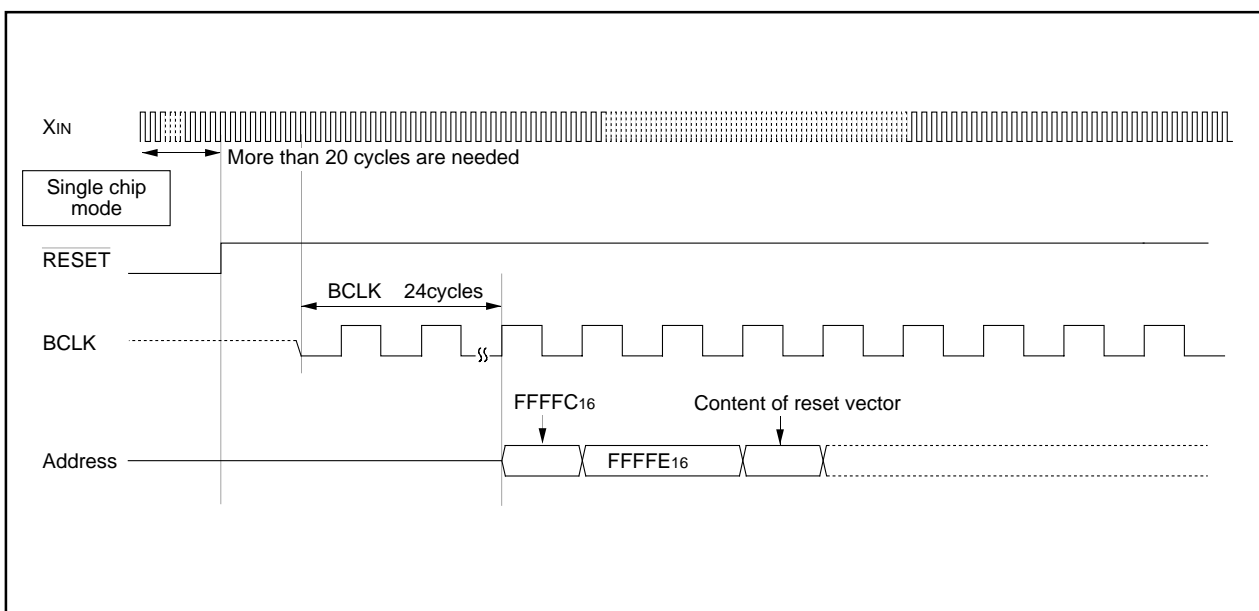 XIN
More than 20 cycles are needed
Single chip
mode
RESET
BCLK 24cycles
BCLK
FFFFC16
Content of reset vector
Address
FFFFE16